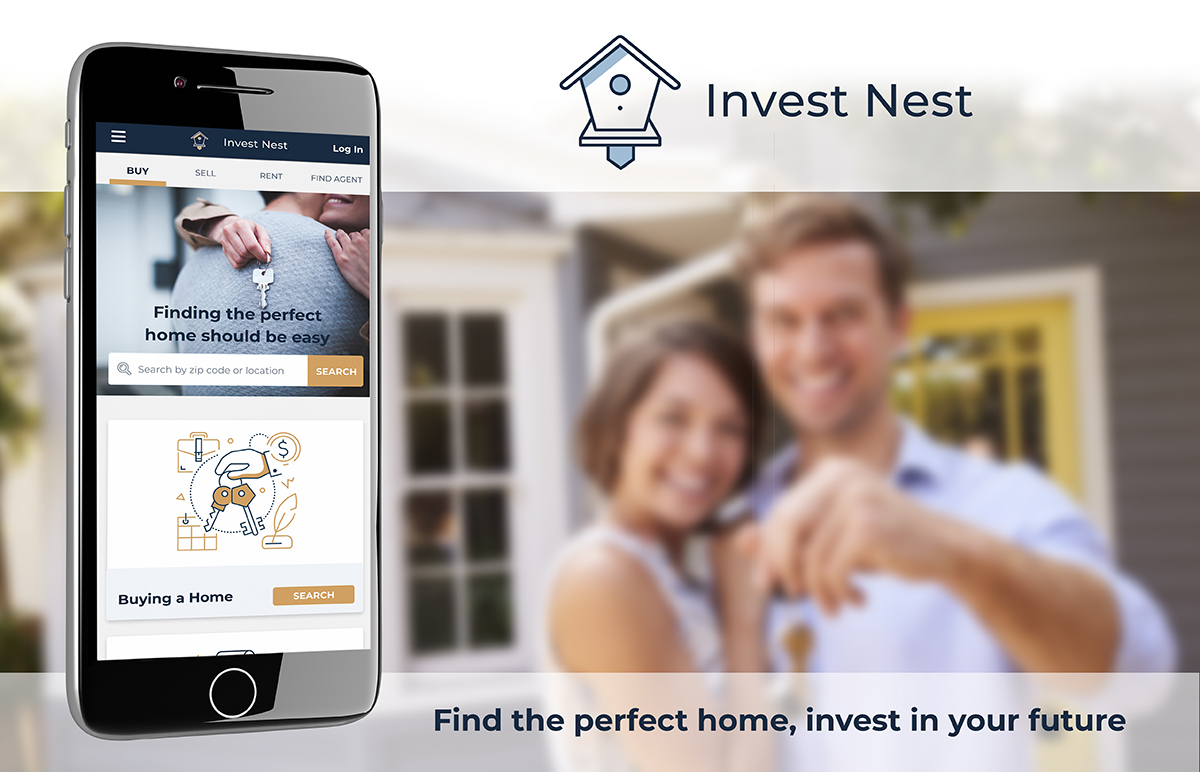 Invest Nest
Invest Nest
Log In
BUY
SELL
RENT
FIND AGENT
Finding the perfect
home should be easy
Search by zip code or location
SEARCH
$
Buying a Home
SEARCH
Find the perfect home, invest in your future